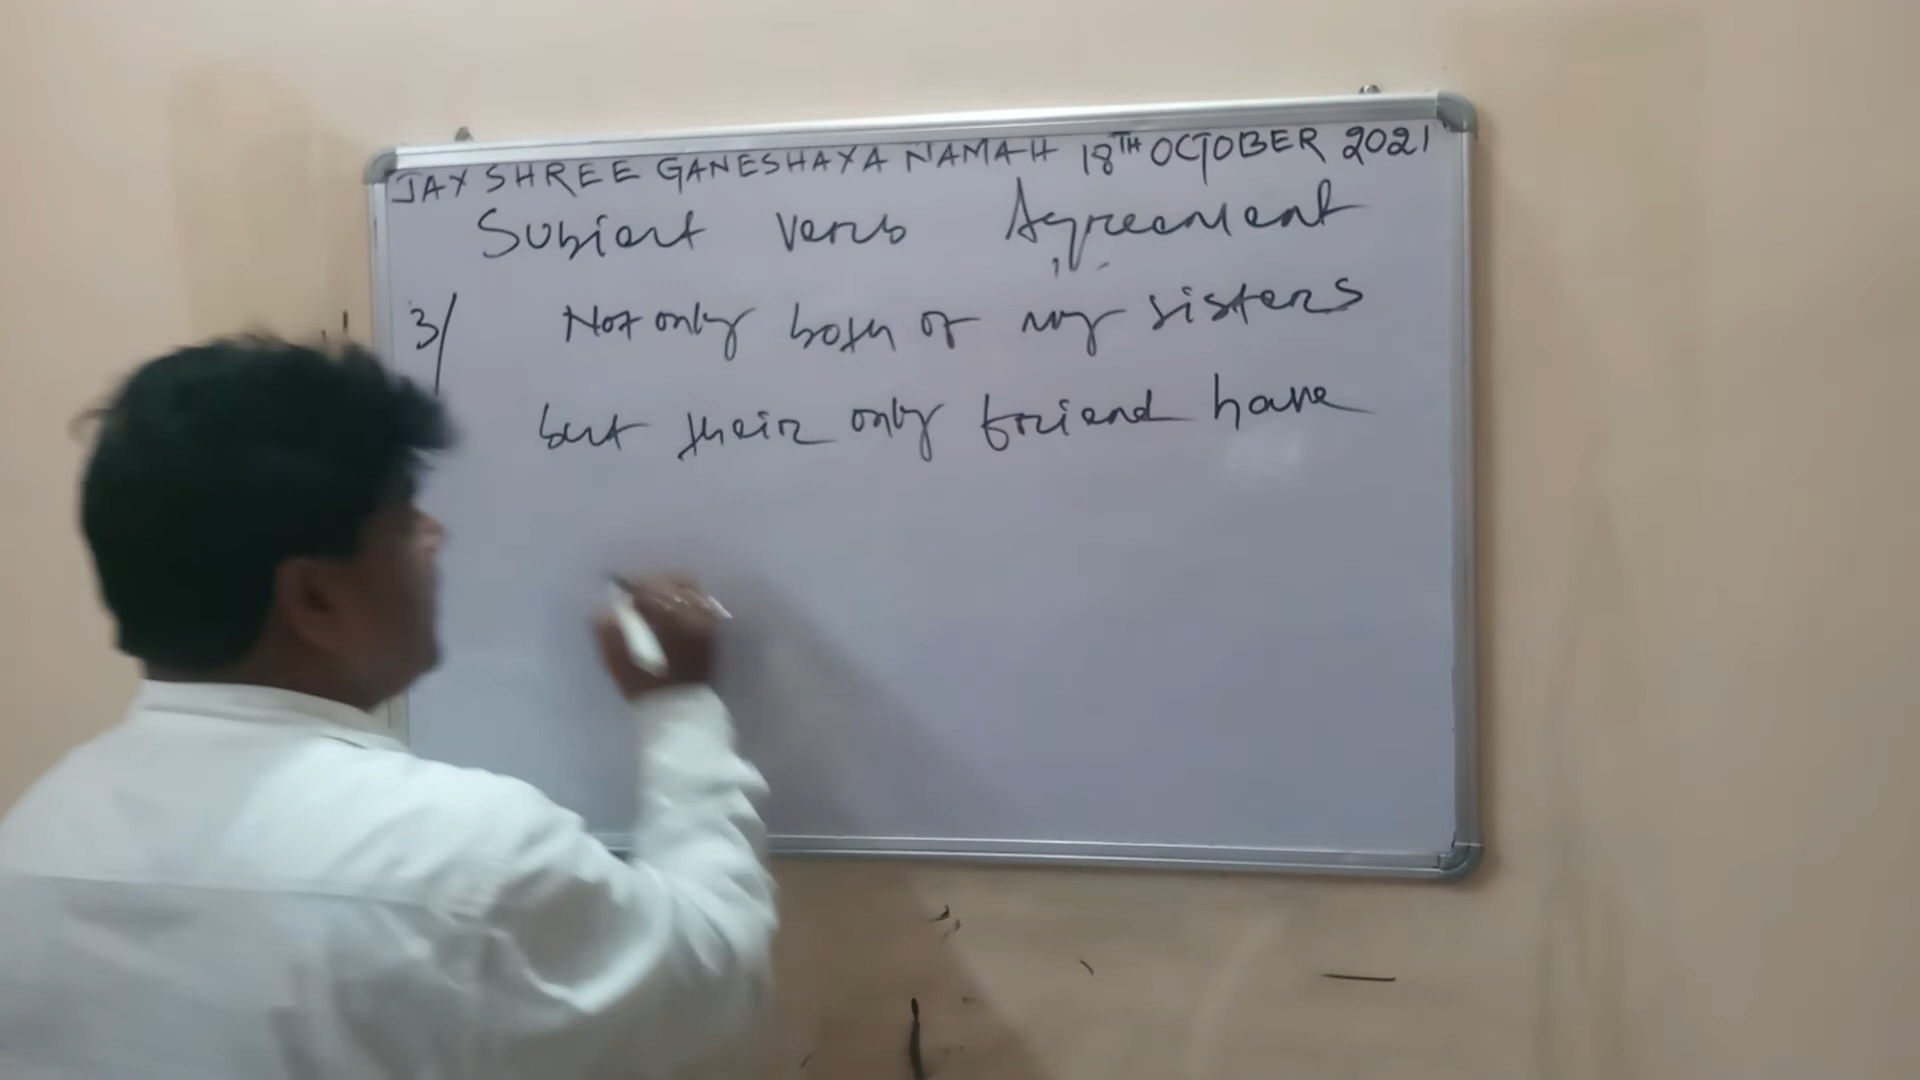 JAY SHREE GANESHAYA NAMAH 18TH OCTOBER 2021
Subject Verb Agreement
3/ Not only both of my sisters
but their only friend have